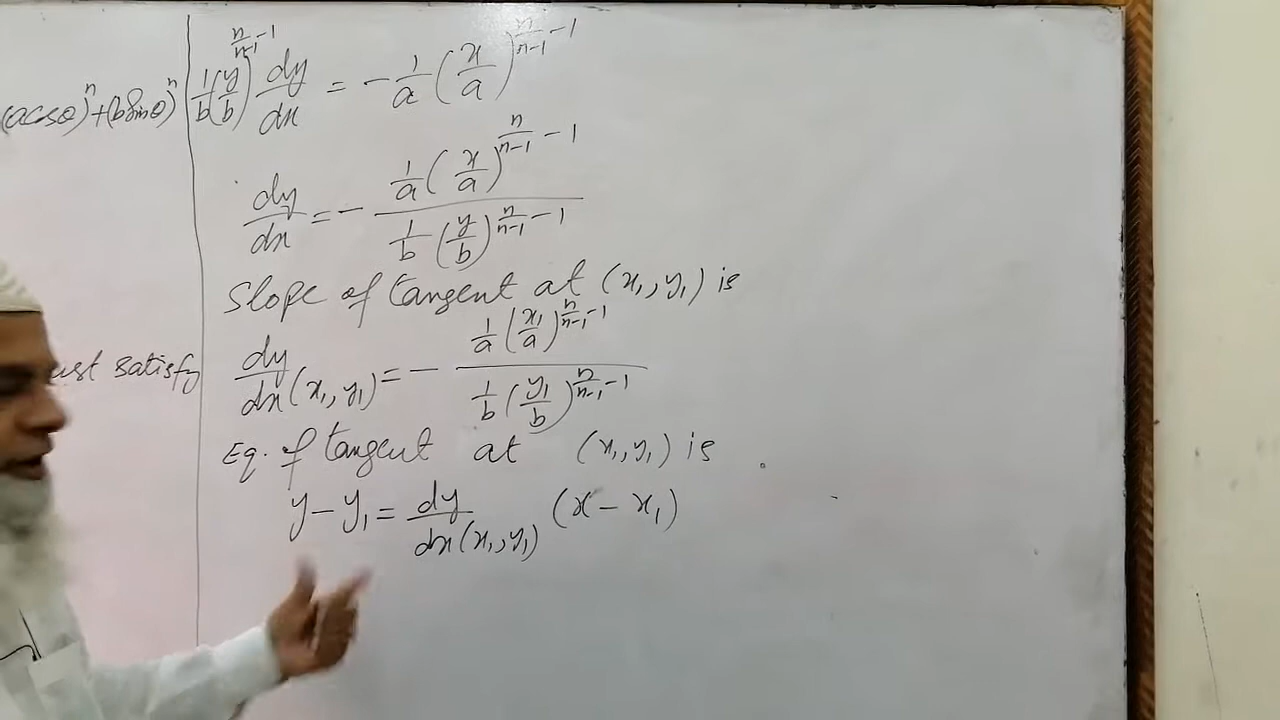 (acosθ)ⁿ+(bSinθ)ⁿ
1/b (y/b)^(n/(n-1) -1) dy/dx = -1/a (x/a)^(n/(n-1) -1)
dy/dx = - (1/a (x/a)^(n/(n-1) -1)) / (1/b (y/b)^(n/(n-1) -1))
Slope of tangent at (x₁, y₁) is
ust satisfy
dy/dx (x₁, y₁) = - (1/a (x₁/a)^(n/(n-1) -1)) / (1/b (y₁/b)^(n/(n-1) -1))
Eq. of tangent at (x₁, y₁) is
y - y₁ = dy/dx (x₁, y₁) (x - x₁)